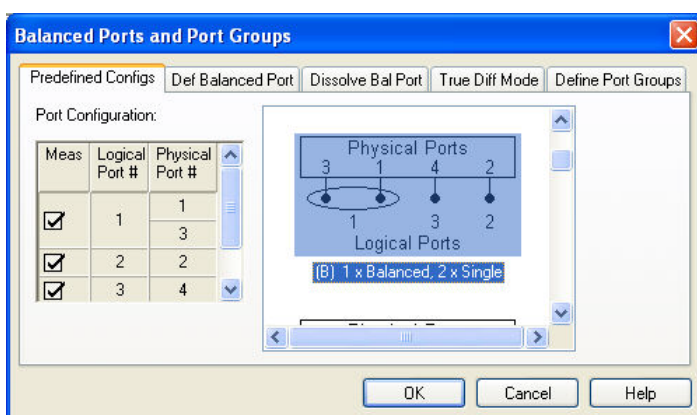 Balanced Ports and Port Groups
Predefined Configs Def Balanced Port Dissolve Bal Port True Diff Mode Define Port Groups
Port Configuration:
Meas Logical Port # Physical Port #
1 1
3
2 2
3 4
Physical Ports
3 1 4 2
1 3 2
Logical Ports
(B) 1 x Balanced, 2 x Single
OK Cancel Help